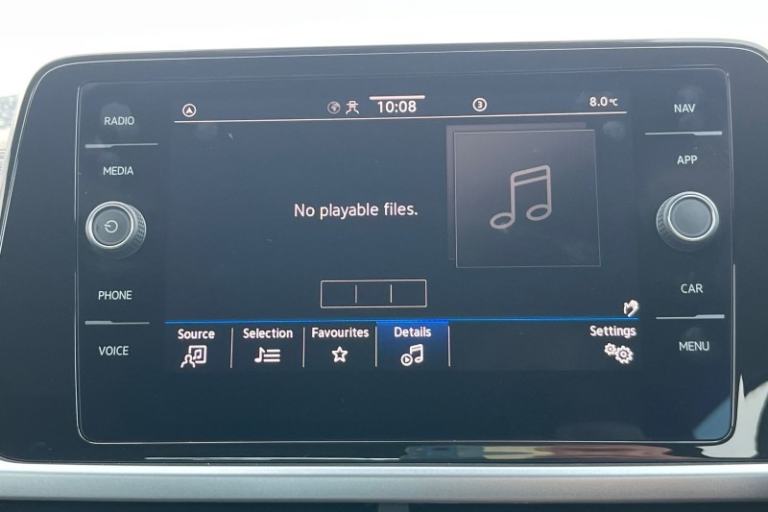 RADIO
MEDIA
PHONE
VOICE
10:08
3
8.0°C
No playable files.
Source
Selection
Favourites
Details
Settings
NAV
APP
CAR
MENU